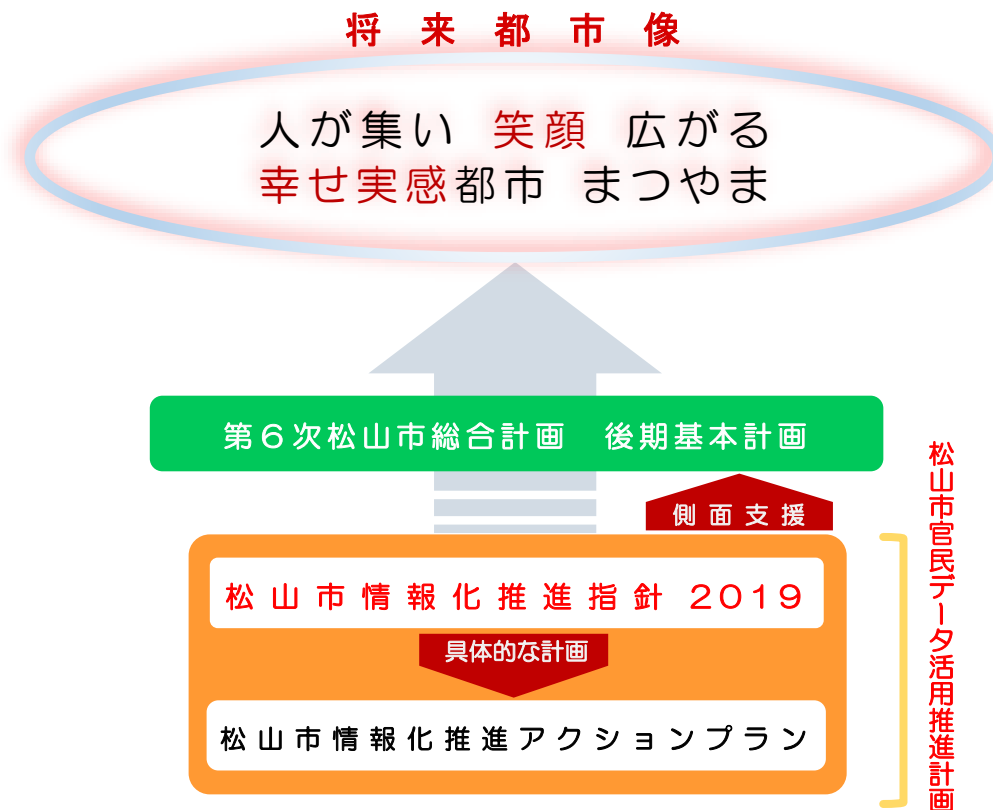 将来都市像
人が集い 笑顔 広がる
幸せ実感都市 まつやま
第6次松山市総合計画 後期基本計画
側面支援
松山市情報化推進指針 2019
具体的な計画
松山市情報化推進アクションプラン
松山市官民データ活用推進計画